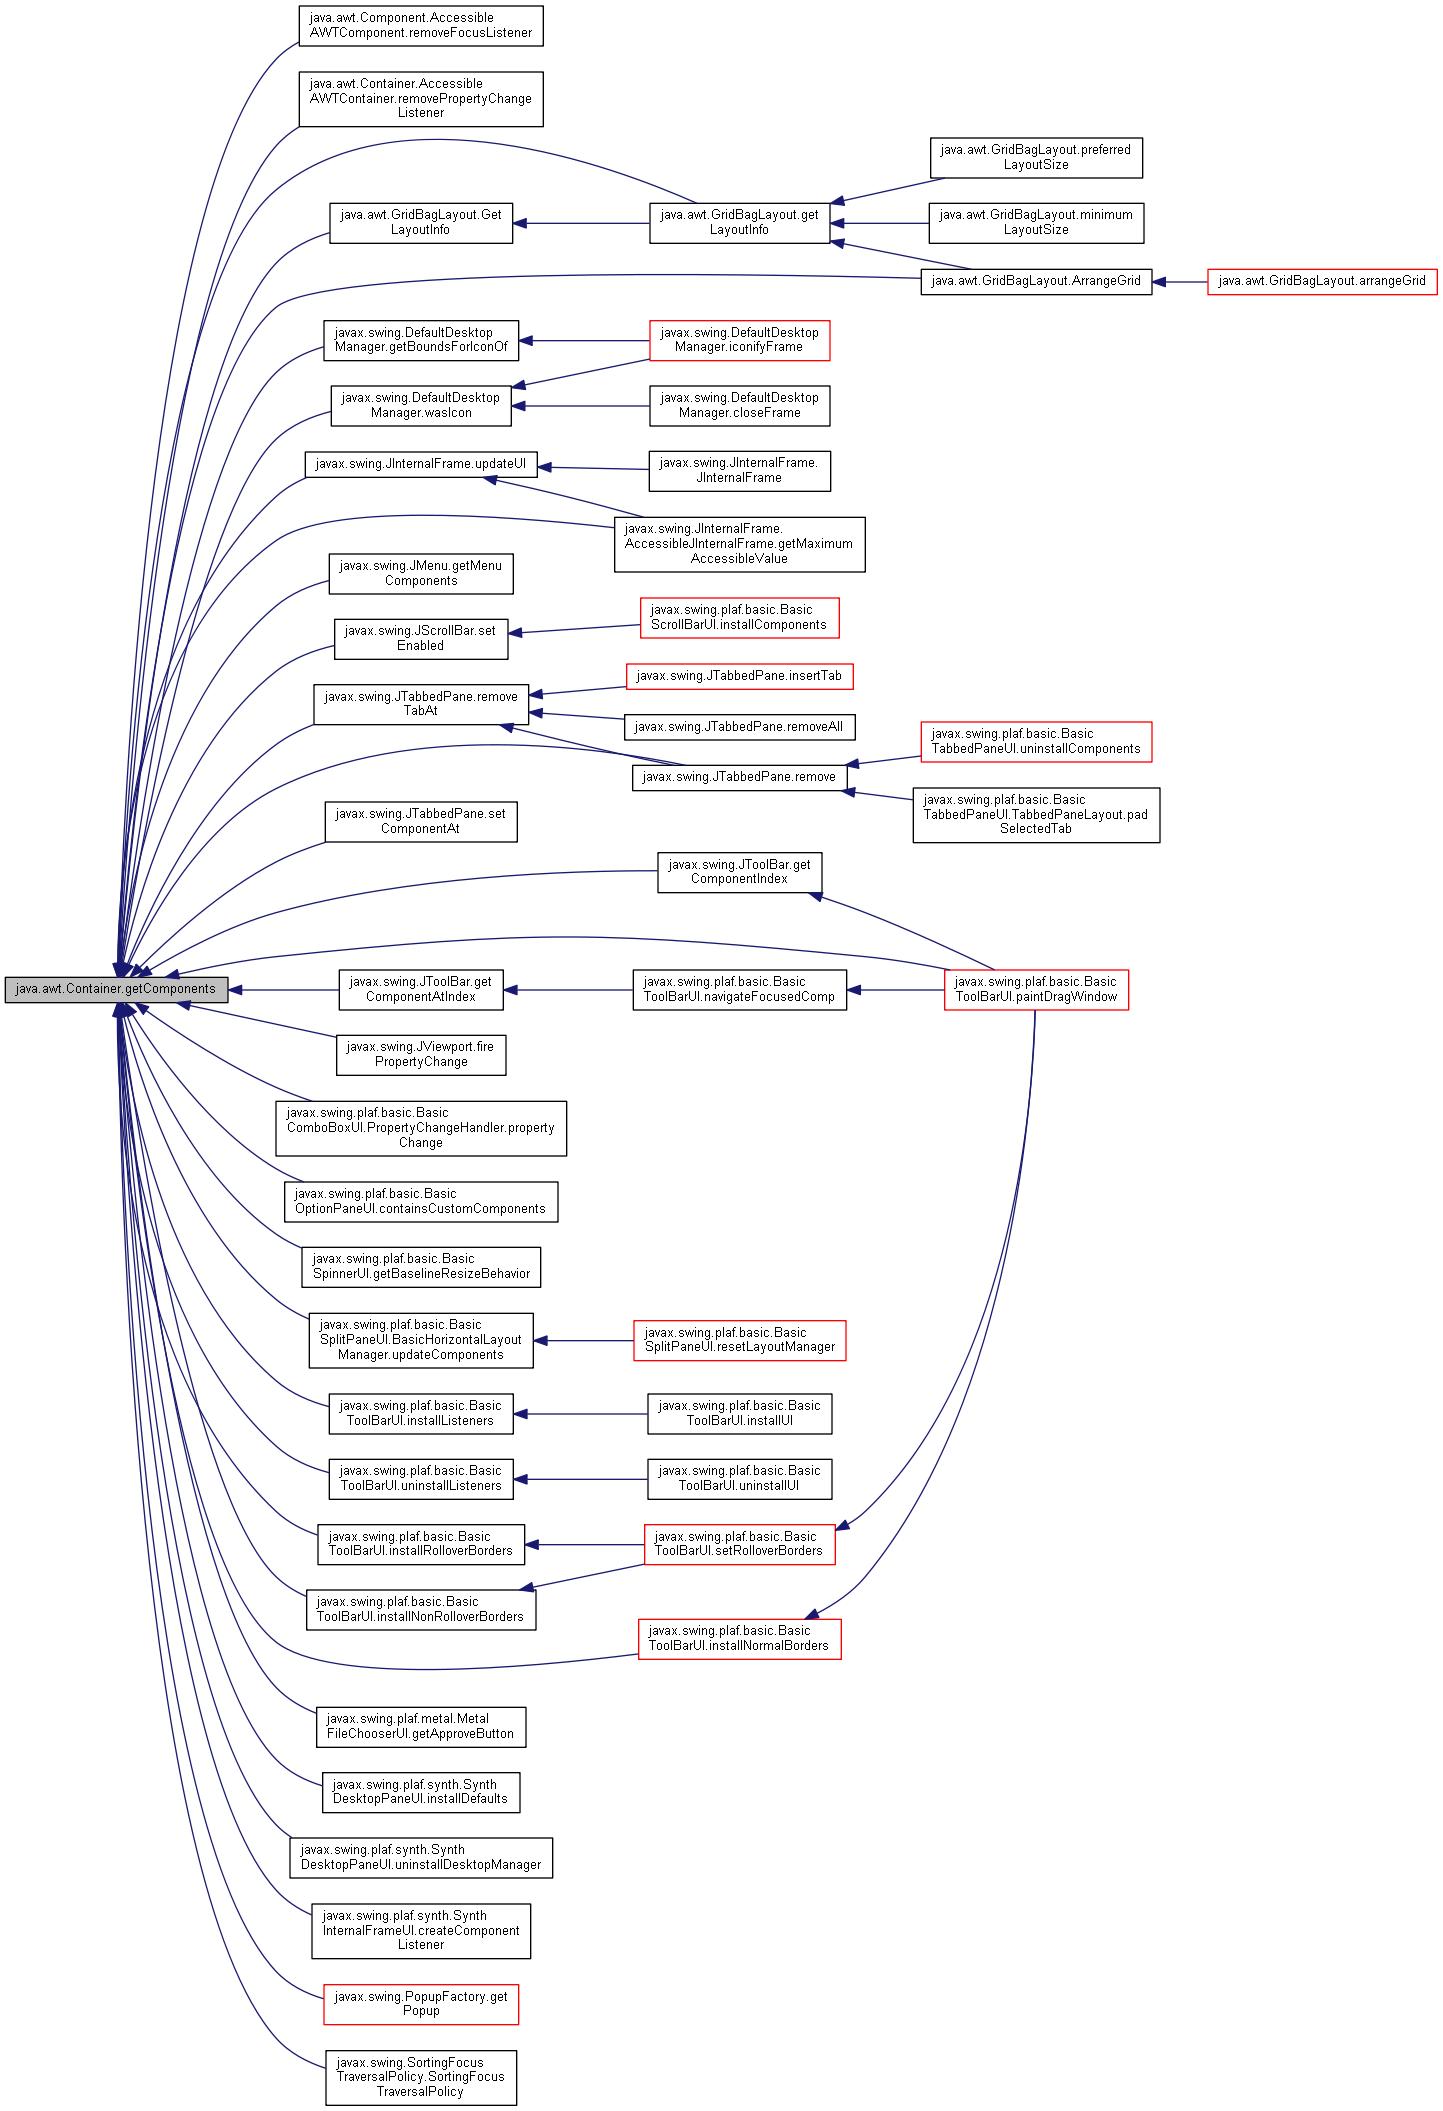 java.awt.Component.Accessible
AWTComponent.removeFocusListener
java.awt.Container.Accessible
AWTContainer.removePropertyChange
Listener
java.awt.GridBagLayout.preferred
LayoutSize
java.awt.GridBagLayout.Get
LayoutInfo
java.awt.GridBagLayout.get
LayoutInfo
java.awt.GridBagLayout.minimum
LayoutSize
java.awt.GridBagLayout.ArrangeGrid
java.awt.GridBagLayout.arrangeGrid
javax.swing.DefaultDesktop
Manager.getBoundsForIconOf
javax.swing.DefaultDesktop
Manager.iconifyFrame
javax.swing.DefaultDesktop
Manager.wasIcon
javax.swing.DefaultDesktop
Manager.closeFrame
javax.swing.JInternalFrame.updateUI
javax.swing.JInternalFrame.
JInternalFrame
javax.swing.JInternalFrame.
AccessibleJInternalFrame.getMaximum
AccessibleValue
javax.swing.JMenu.getMenu
Components
javax.swing.JScrollBar.set
Enabled
javax.swing.plaf.basic.Basic
ScrollBarUI.installComponents
javax.swing.JTabbedPane.remove
TabAt
javax.swing.JTabbedPane.insertTab
javax.swing.JTabbedPane.removeAll
javax.swing.JTabbedPane.remove
javax.swing.plaf.basic.Basic
TabbedPaneUI.uninstallComponents
javax.swing.plaf.basic.Basic
TabbedPaneUI.TabbedPaneLayout.pad
SelectedTab
javax.swing.JTabbedPane.set
ComponentAt
javax.swing.JToolBar.get
ComponentIndex
java.awt.Container.getComponents
javax.swing.JToolBar.get
ComponentAtIndex
javax.swing.plaf.basic.Basic
ToolBarUI.navigateFocusedComp
javax.swing.plaf.basic.Basic
ToolBarUI.paintDragWindow
javax.swing.JViewport.fire
PropertyChange
javax.swing.plaf.basic.Basic
ComboBoxUI.PropertyChangeHandler.property
Change
javax.swing.plaf.basic.Basic
OptionPaneUI.containsCustomComponents
javax.swing.plaf.basic.Basic
SpinnerUI.getBaselineResizeBehavior
javax.swing.plaf.basic.Basic
SplitPaneUI.BasicHorizontalLayout
Manager.updateComponents
javax.swing.plaf.basic.Basic
SplitPaneUI.resetLayoutManager
javax.swing.plaf.basic.Basic
ToolBarUI.installListeners
javax.swing.plaf.basic.Basic
ToolBarUI.installUI
javax.swing.plaf.basic.Basic
ToolBarUI.uninstallListeners
javax.swing.plaf.basic.Basic
ToolBarUI.uninstallUI
javax.swing.plaf.basic.Basic
ToolBarUI.installRolloverBorders
javax.swing.plaf.basic.Basic
ToolBarUI.setRolloverBorders
javax.swing.plaf.basic.Basic
ToolBarUI.installNonRolloverBorders
javax.swing.plaf.basic.Basic
ToolBarUI.installNormalBorders
javax.swing.plaf.metal.Metal
FileChooserUI.getApproveButton
javax.swing.plaf.synth.Synth
DesktopPaneUI.installDefaults
javax.swing.plaf.synth.Synth
DesktopPaneUI.uninstallDesktopManager
javax.swing.plaf.synth.Synth
InternalFrameUI.createComponent
Listener
javax.swing.PopupFactory.get
Popup
javax.swing.SortingFocus
TraversalPolicy.SortingFocus
TraversalPolicy